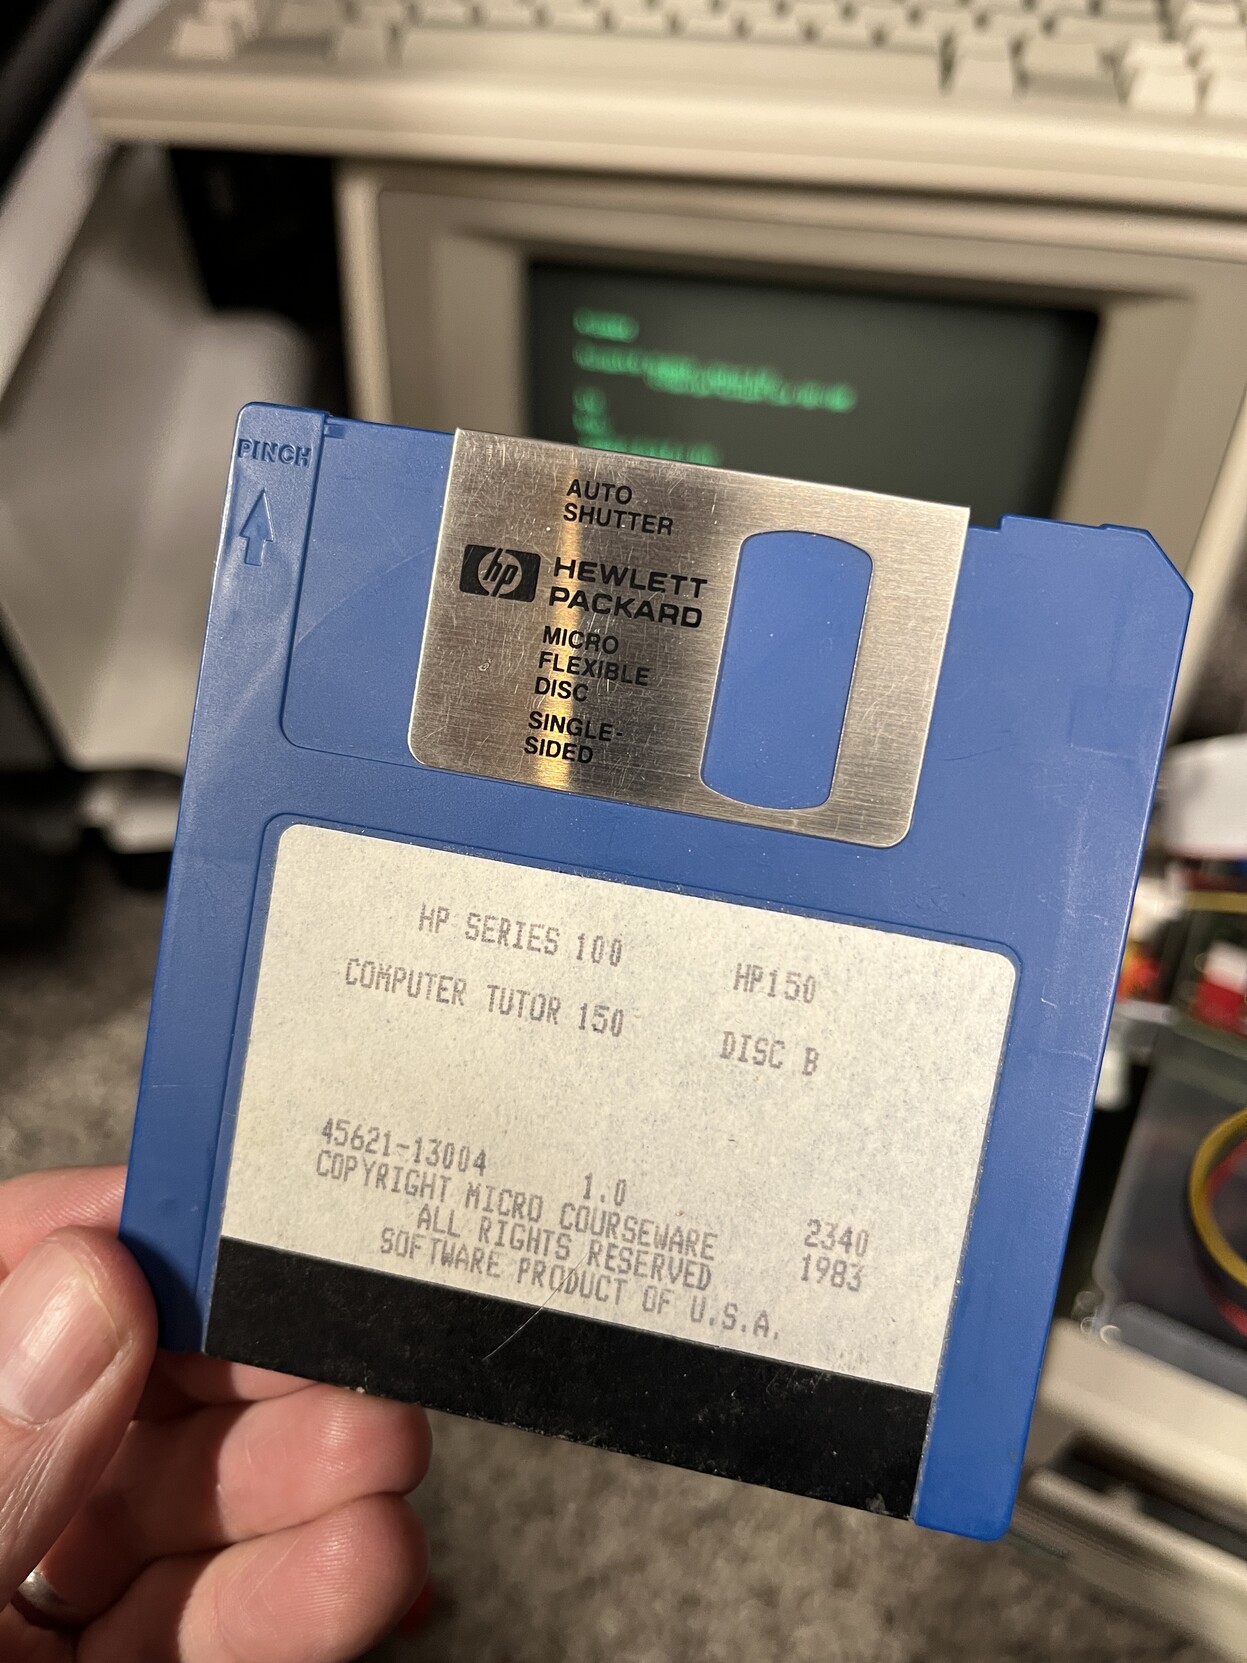 PINCH
AUTO
SHUTTER
hp HEWLETT
PACKARD
MICRO
FLEXIBLE
DISC
SINGLE-
SIDED
HP SERIES 100 HP150
COMPUTER TUTOR 150 DISC B
45621-13004 1.0 2340
COPYRIGHT MICRO COURSEWARE 1983
ALL RIGHTS RESERVED
SOFTWARE PRODUCT OF U.S.A.